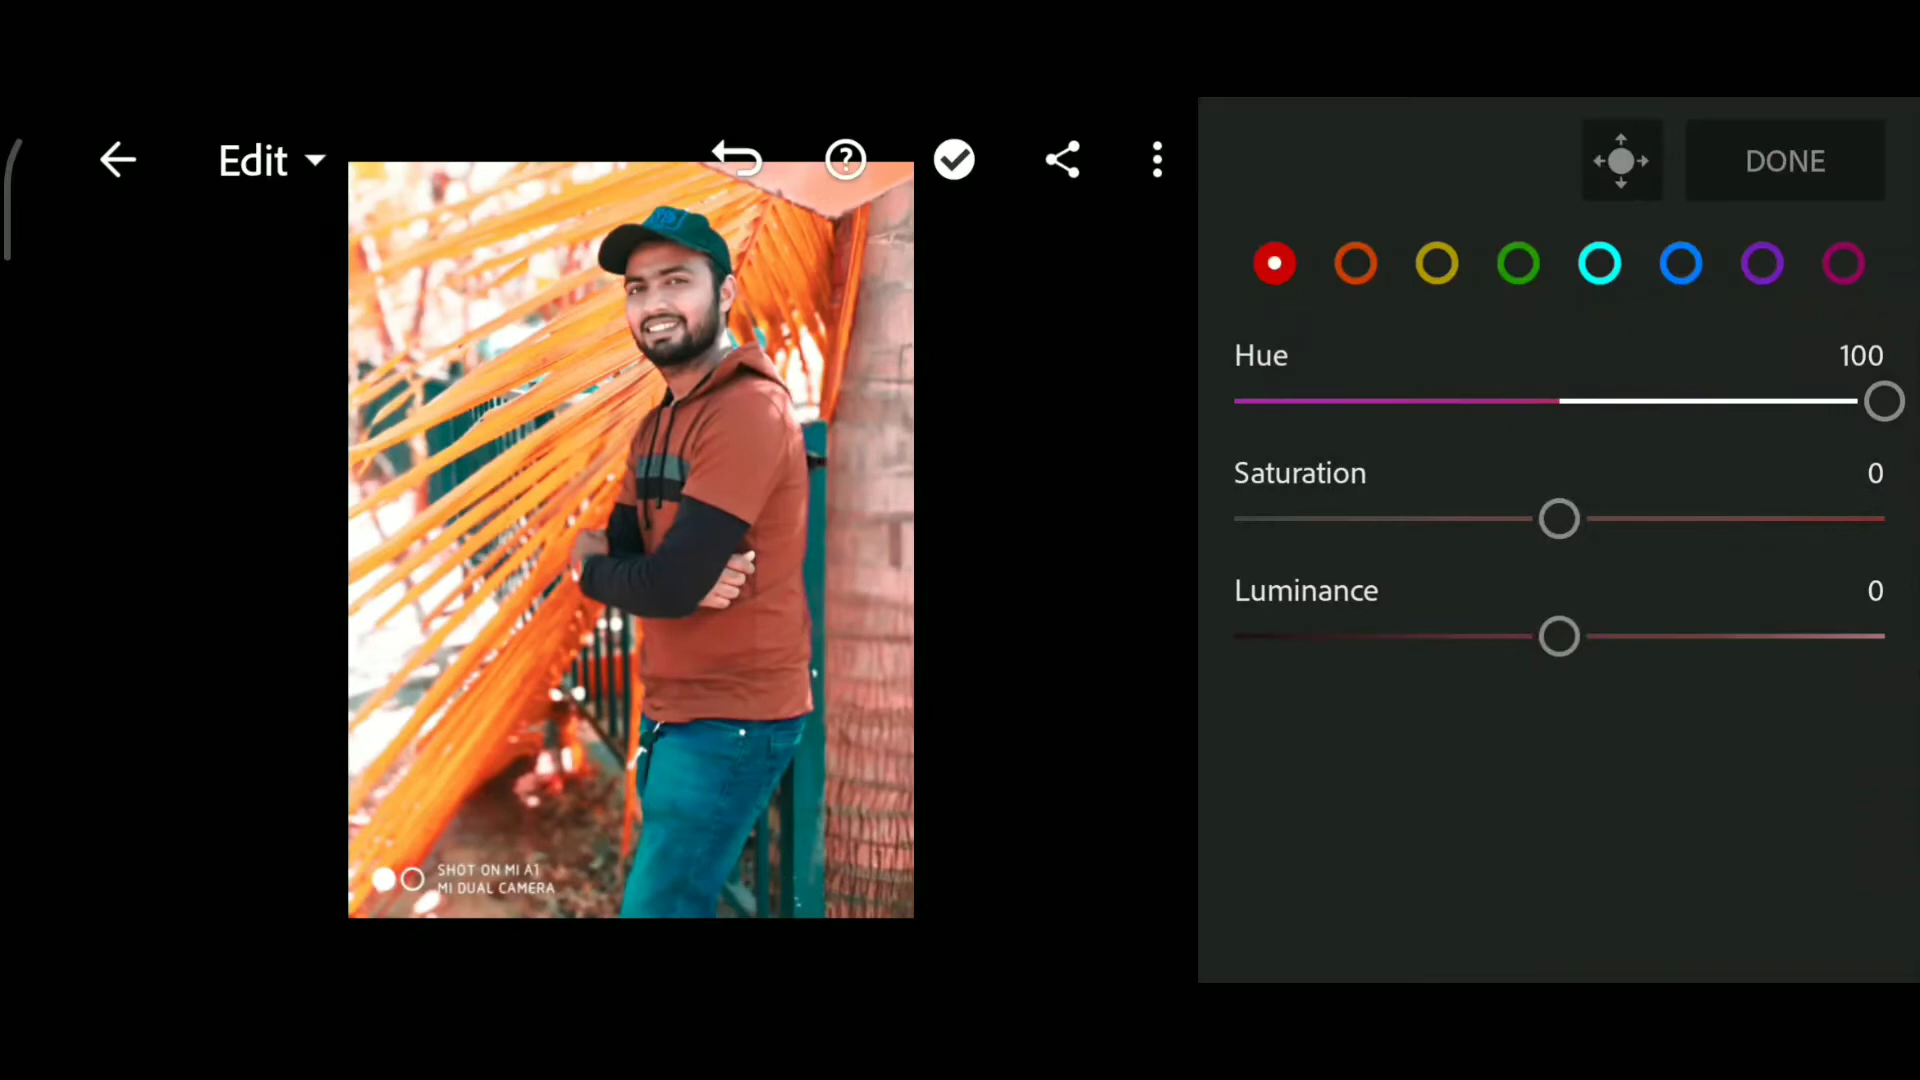 Edit
DONE
Hue 100
Saturation 0
Luminance 0
SHOT ON MI A1
MI DUAL CAMERA